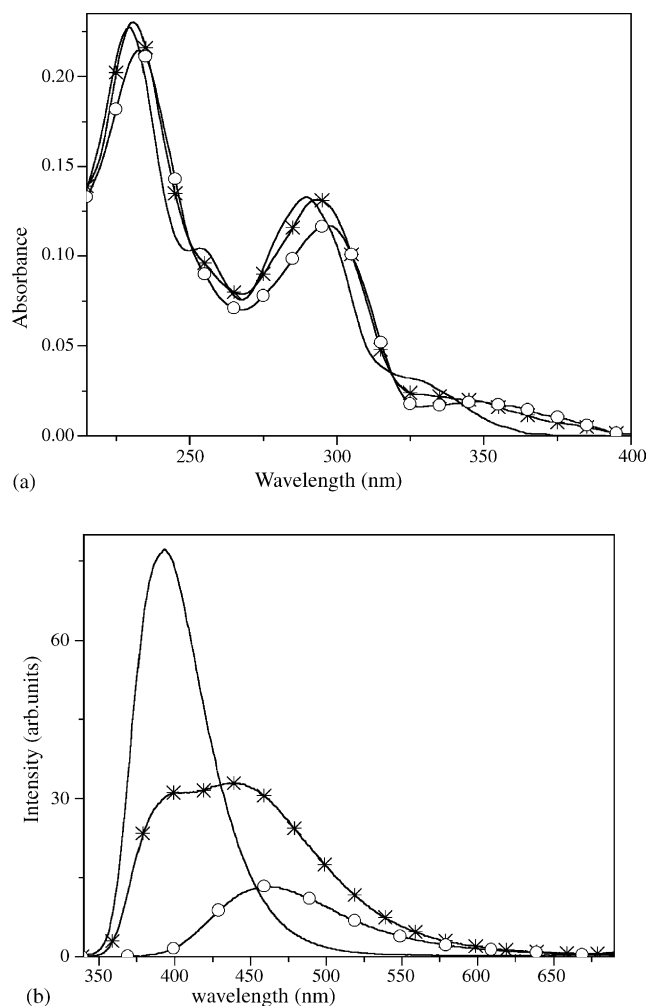 0.20
0.15
0.10
0.05
0.00
Absorbance
250 300 350 400
(a)
Wavelength (nm)
60
30
0
Intensity (arb.units)
350 400 450 500 550 600 650
(b)
wavelength (nm)